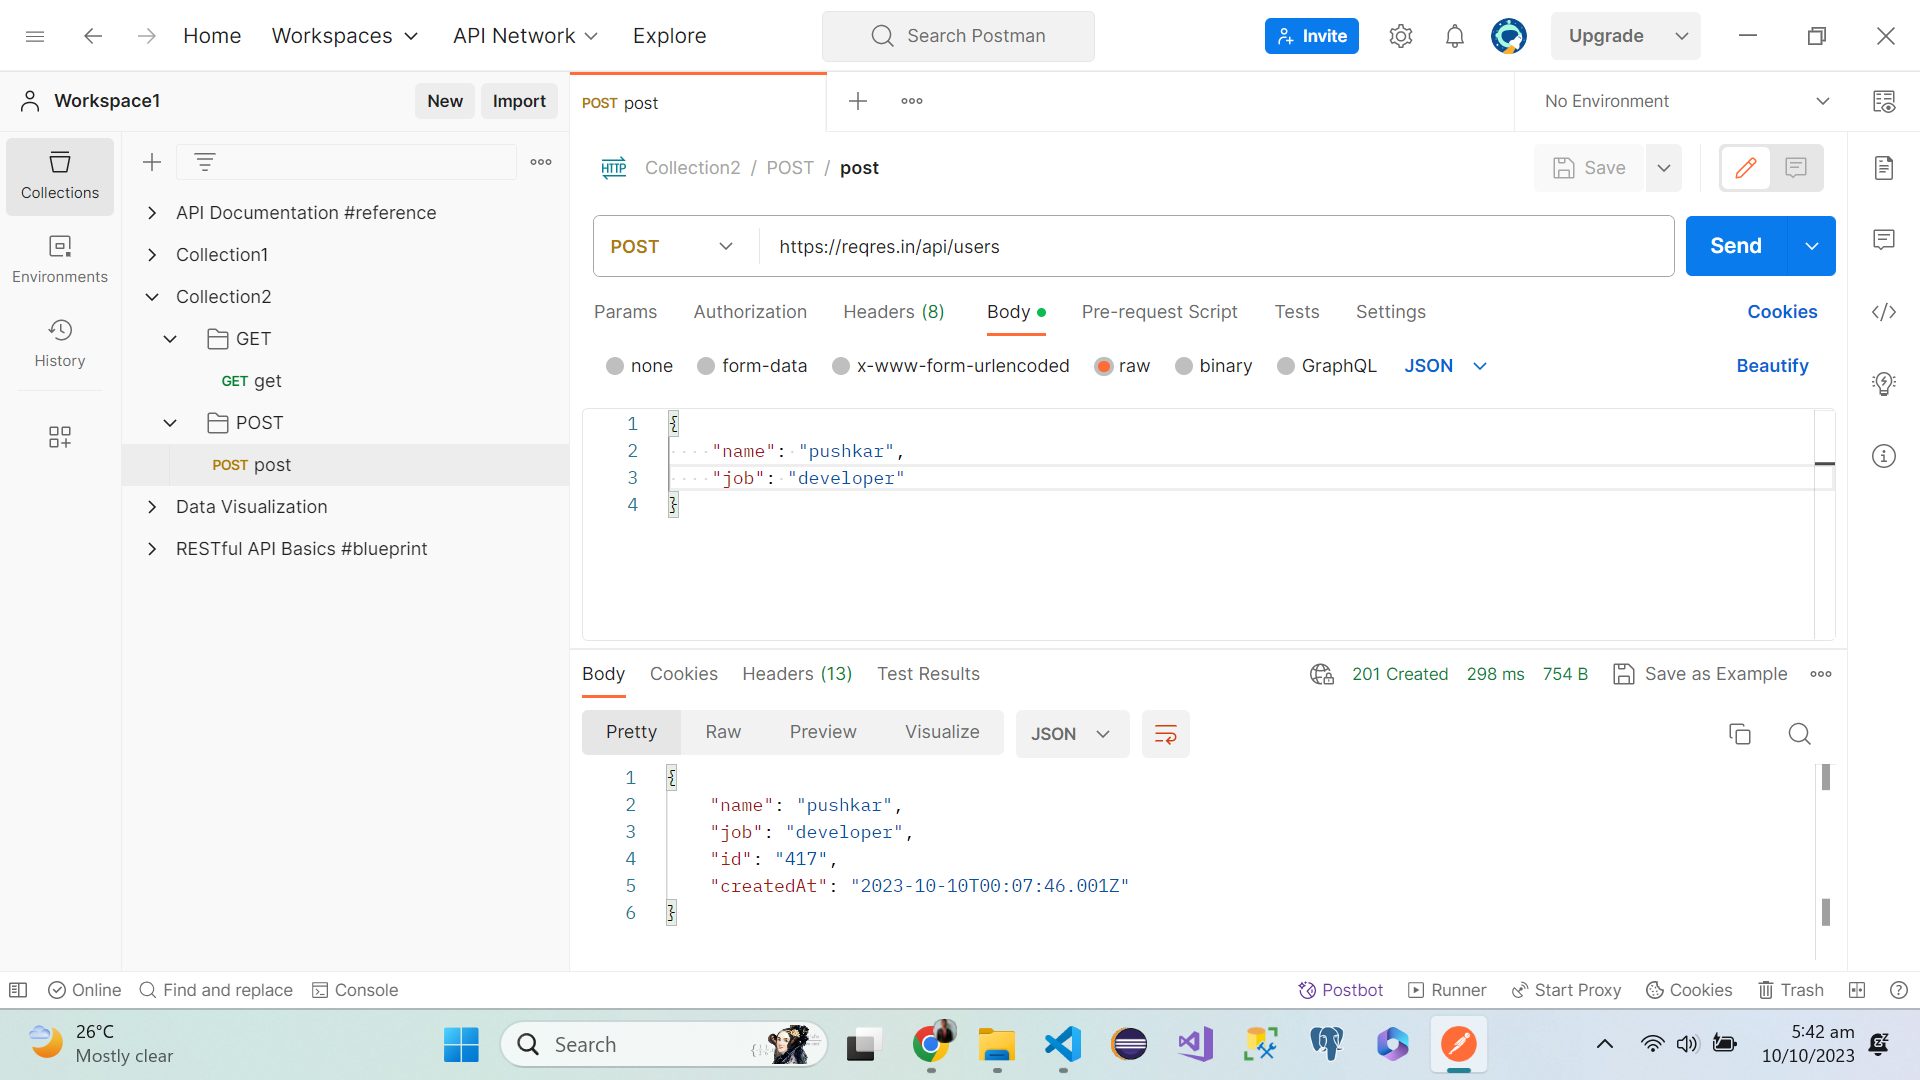 Home Workspaces API Network Explore Search Postman Invite Upgrade
Workspace1 New Import POST post No Environment
Collections
Environments
History
API Documentation #reference
Collection1
Collection2
GET
GET get
POST
POST post
Data Visualization
RESTful API Basics #blueprint
HTTP Collection2 / POST / post Save
POST https://reqres.in/api/users Send
Params Authorization Headers (8) Body Pre-request Script Tests Settings Cookies
none form-data x-www-form-urlencoded raw binary GraphQL JSON Beautify
1 {
2 "name": "pushkar",
3 "job": "developer"
4 }
Body Cookies Headers (13) Test Results 201 Created 298 ms 754 B Save as Example
Pretty Raw Preview Visualize JSON
1 {
2 "name": "pushkar",
3 "job": "developer",
4 "id": "417",
5 "createdAt": "2023-10-10T00:07:46.001Z"
6 }
Online Find and replace Console Postbot Runner Start Proxy Cookies Trash
26°C
Mostly clear
Search
5:42 am
10/10/2023